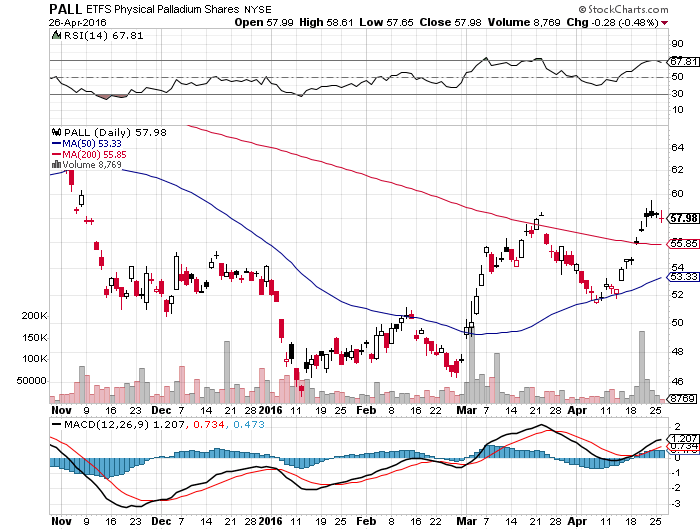 PALL ETFS Physical Palladium Shares NYSE © StockCharts.com
26-Apr-2016 Open 57.99 High 58.61 Low 57.65 Close 57.98 Volume 8,769 Chg -0.28 (-0.48%)
RSI(14) 67.81
90
67.81
50
30
10
PALL (Daily) 57.98
MA(50) 53.33
MA(200) 55.85
Volume 8,769
64
62
60
57.98
55.85
54
53.33
52
50
48
46
200K
150K
100K
50000
8769
Nov 9 16 23 Dec 7 14 21 28 2016 11 19 25 Feb 8 16 22 Mar 7 14 21 28 Apr 11 18 25
MACD(12,26,9) 1.207, 0.734, 0.473
2
1.207
0.734
0
-1
-2
-3
Nov 9 16 23 Dec 7 14 21 28 2016 11 19 25 Feb 8 16 22 Mar 7 14 21 28 Apr 11 18 25